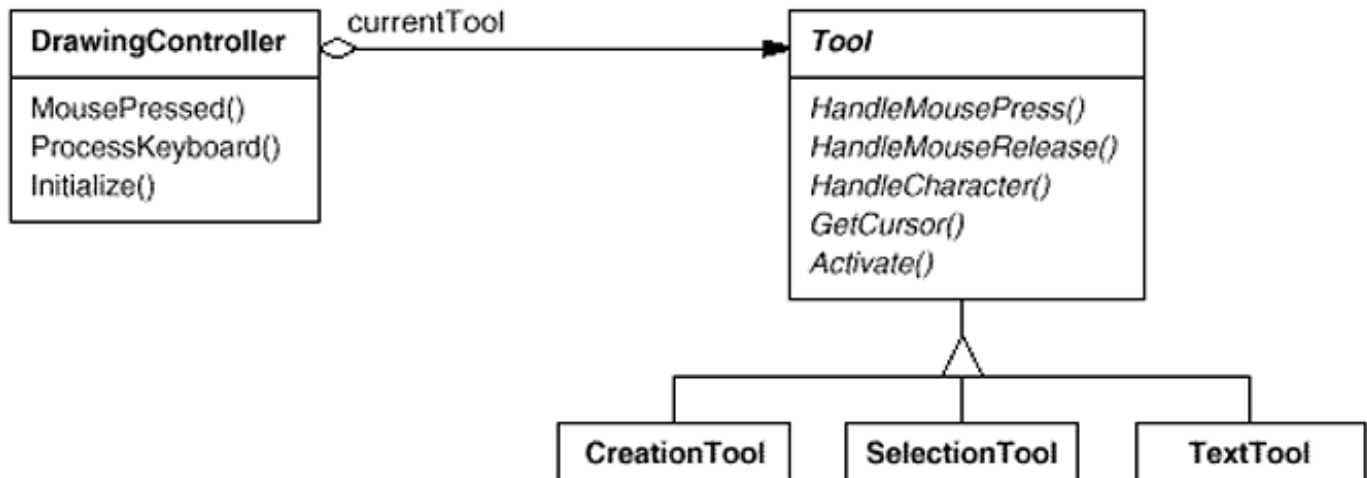 DrawingController
MousePressed()
ProcessKeyboard()
Initialize()
currentTool
Tool
HandleMousePress()
HandleMouseRelease()
HandleCharacter()
GetCursor()
Activate()
CreationTool
SelectionTool
TextTool